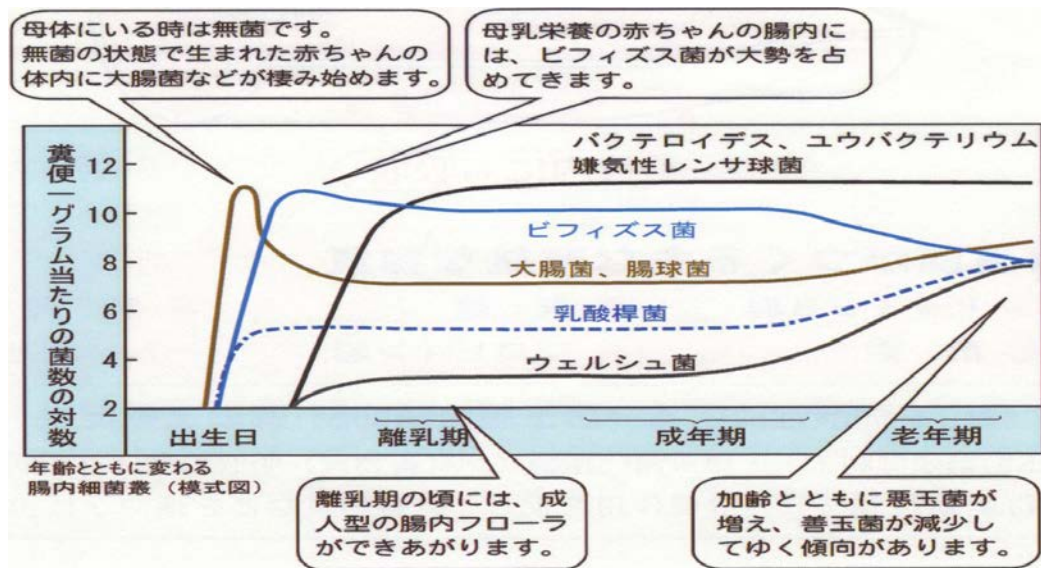 母体にいる時は無菌です。
無菌の状態で生まれた赤ちゃんの
体内に大腸菌などが棲み始めます。
母乳栄養の赤ちゃんの腸内に
は、ビフィズス菌が大勢を占
めてきます。
糞便一グラム当たりの菌数の対数
12
10
8
6
4
2
バクテロイデス、ユウバクテリウム
嫌気性レンサ球菌
ビフィズス菌
大腸菌、腸球菌
乳酸桿菌
ウェルシュ菌
出生日
離乳期
成年期
老年期
年齢とともに変わる
腸内細菌叢（模式図）
離乳期の頃には、成
人型の腸内フローラ
ができあがります。
加齢とともに悪玉菌が
増え、善玉菌が減少し
てゆく傾向があります。